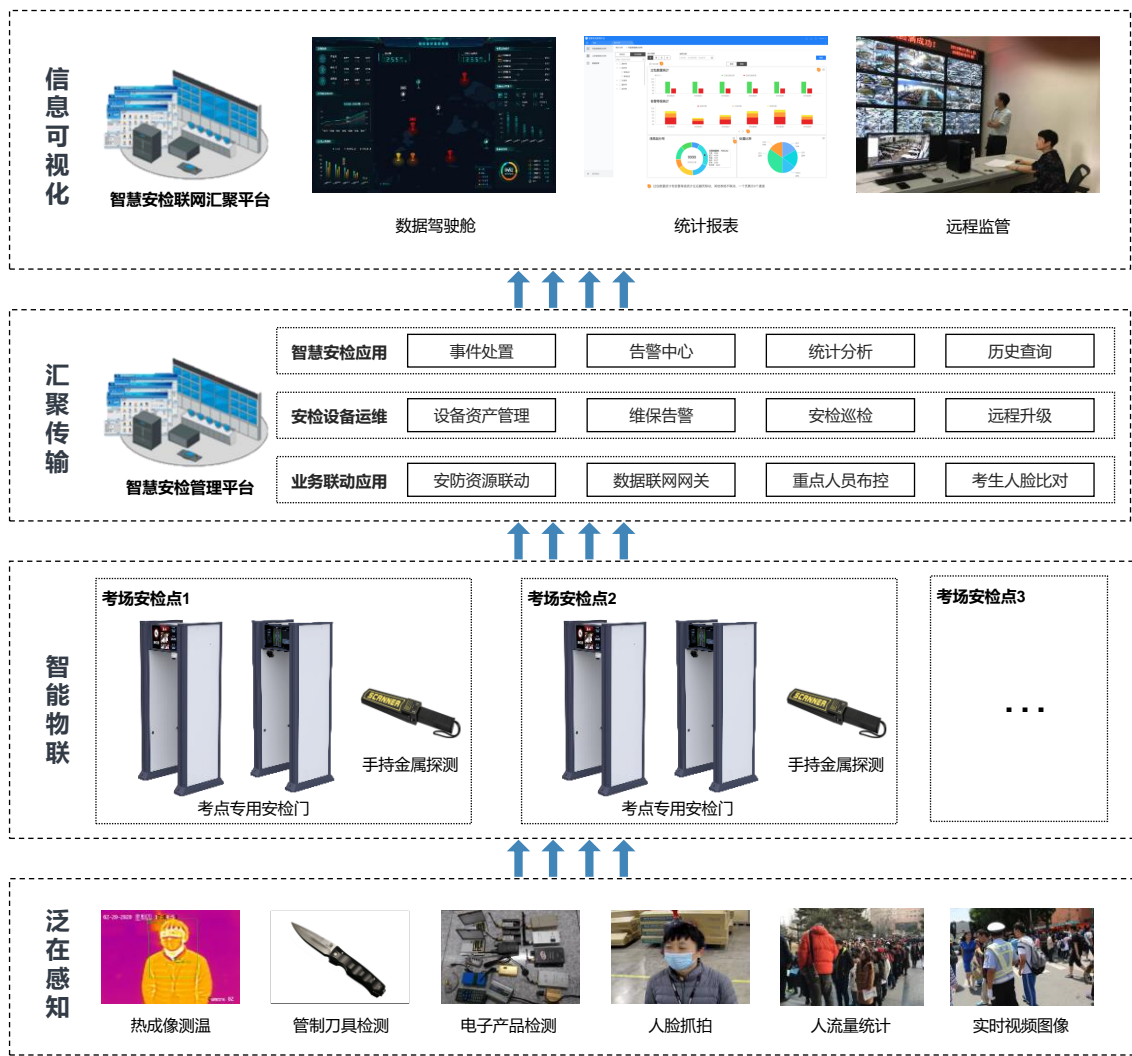 信息可视化
智慧安检联网汇聚平台
数据驾驶舱
统计报表
远程监管
汇聚传输
智慧安检管理平台
智慧安检应用 事件处置 告警中心 统计分析 历史查询
安检设备运维 设备资产管理 维保告警 安检巡检 远程升级
业务联动应用 安防资源联动 数据联网网关 重点人员布控 考生人脸比对
智能物联
考场安检点1
SCANNER
手持金属探测
考点专用安检门
考场安检点2
SCANNER
手持金属探测
考点专用安检门
考场安检点3
...
泛在感知
热成像测温
管制刀具检测
电子产品检测
人脸抓拍
人流量统计
实时视频图像